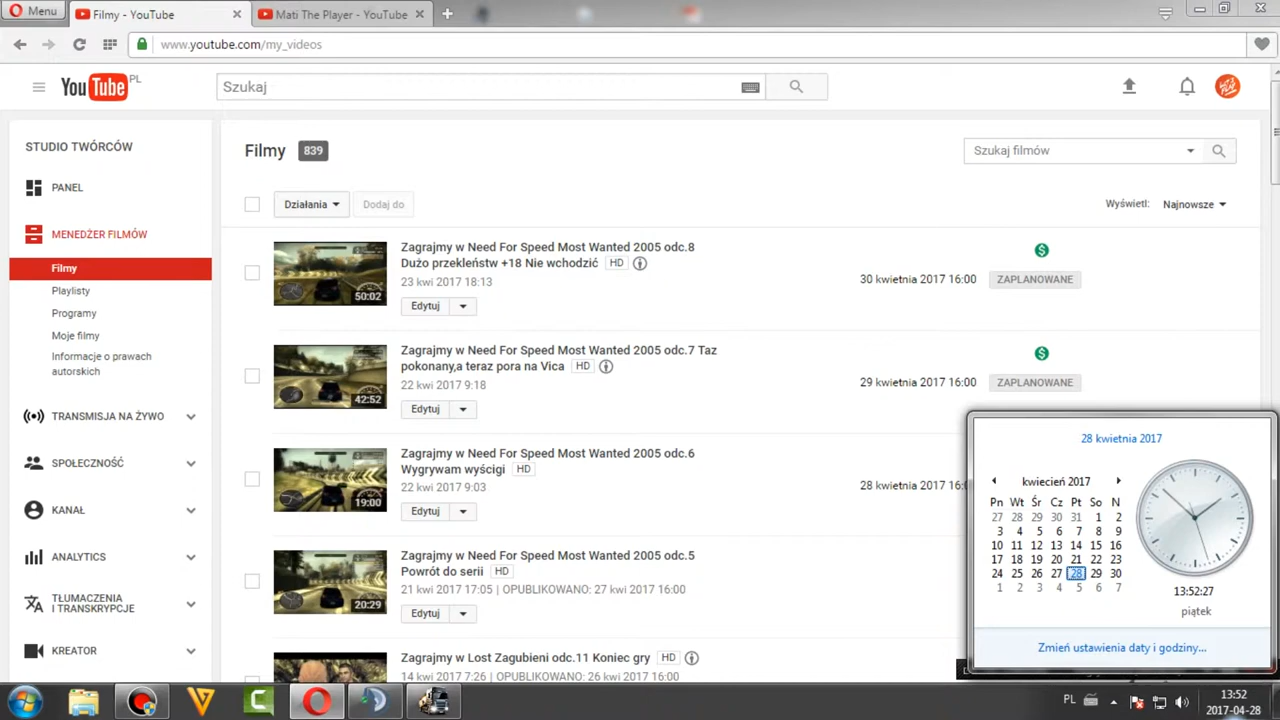 Menu
Filmy - YouTube
Mati The Player - YouTube
www.youtube.com/my_videos
YouTube PL
Szukaj
STUDIO TWÓRCÓW
PANEL
MENEDŻER FILMÓW
Filmy
Playlisty
Programy
Moje filmy
Informacje o prawach
autorskich
TRANSMISJA NA ŻYWO
SPOŁECZNOŚĆ
KANAŁ
ANALYTICS
TŁUMACZENIA
I TRANSKRYPCJE
KREATOR
Filmy 839
Szukaj filmów
Działania
Dodaj do
Wyświetl: Najnowsze
50:02
Zagrajmy w Need For Speed Most Wanted 2005 odc.8
Dużo przekleństw +18 Nie wchodzić HD
23 kwi 2017 18:13
Edytuj
30 kwietnia 2017 16:00
ZAPLANOWANE
42:52
Zagrajmy w Need For Speed Most Wanted 2005 odc.7 Taz
pokonany,a teraz pora na Vica HD
22 kwi 2017 9:18
Edytuj
29 kwietnia 2017 16:00
ZAPLANOWANE
19:00
Zagrajmy w Need For Speed Most Wanted 2005 odc.6
Wygrywam wyścigi HD
22 kwi 2017 9:03
Edytuj
28 kwietnia 2017 16:0
20:29
Zagrajmy w Need For Speed Most Wanted 2005 odc.5
Powrót do serii HD
21 kwi 2017 17:05 | OPUBLIKOWANO: 27 kwi 2017 16:00
Edytuj
Zagrajmy w Lost Zagubieni odc.11 Koniec gry HD
14 kwi 2017 7:26 | OPUBLIKOWANO: 26 kwi 2017 16:00
28 kwietnia 2017
kwiecień 2017
Pn Wt Śr Cz Pt So N
27 28 29 30 31 1 2
3 4 5 6 7 8 9
10 11 12 13 14 15 16
17 18 19 20 21 22 23
24 25 26 27 28 29 30
1 2 3 4 5 6 7
13:52:27
piątek
Zmień ustawienia daty i godziny...
PL
13:52
2017-04-28